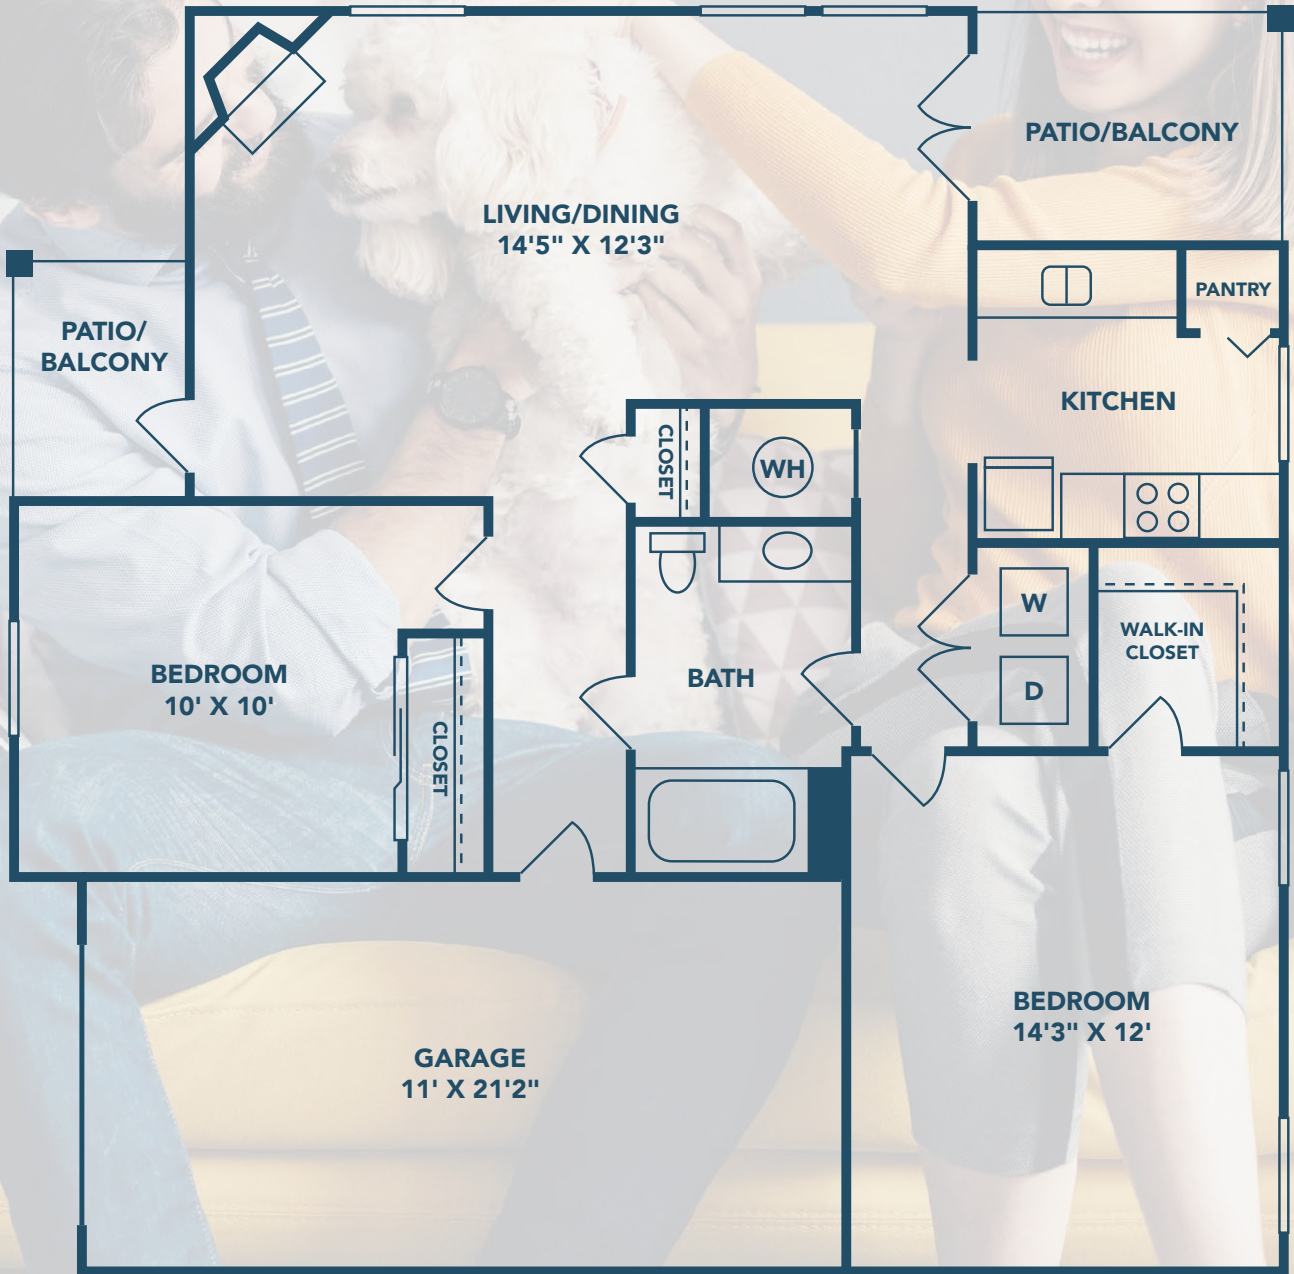 PATIO/BALCONY
LIVING/DINING
14'5" X 12'3"
PANTRY
PATIO/
BALCONY
KITCHEN
CLOSET
WH
W
WALK-IN
CLOSET
BEDROOM
10' X 10'
BATH
D
CLOSET
BEDROOM
14'3" X 12'
GARAGE
11' X 21'2"